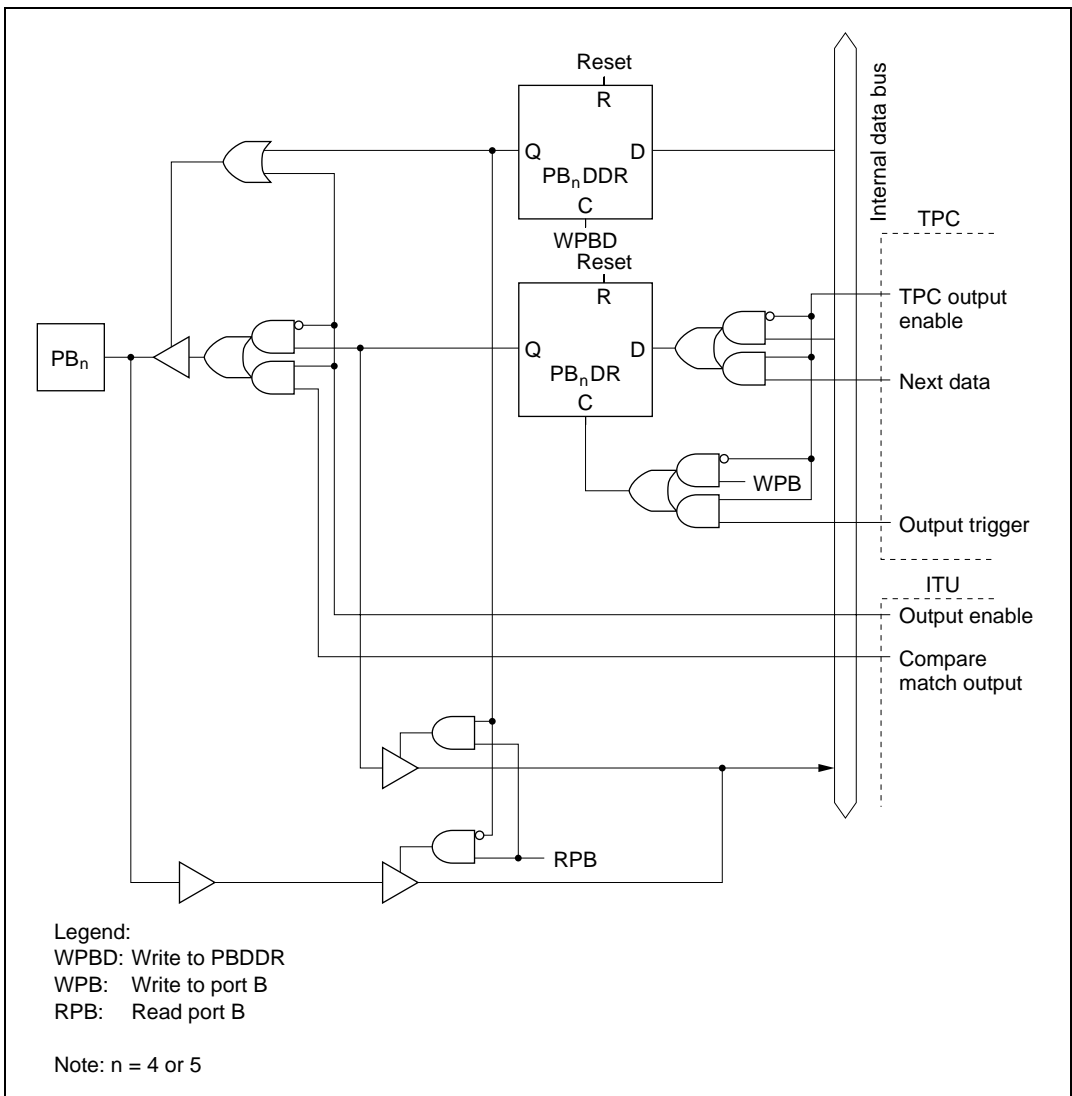 Reset
R
Q
D
PBnDDR
C
WPBD
Internal data bus
TPC
Reset
R
TPC output
enable
PBn
Q
D
PBnDR
C
Next data
WPB
Output trigger
ITU
Output enable
Compare
match output
RPB
Legend:
WPBD: Write to PBDDR
WPB: Write to port B
RPB: Read port B
Note: n = 4 or 5